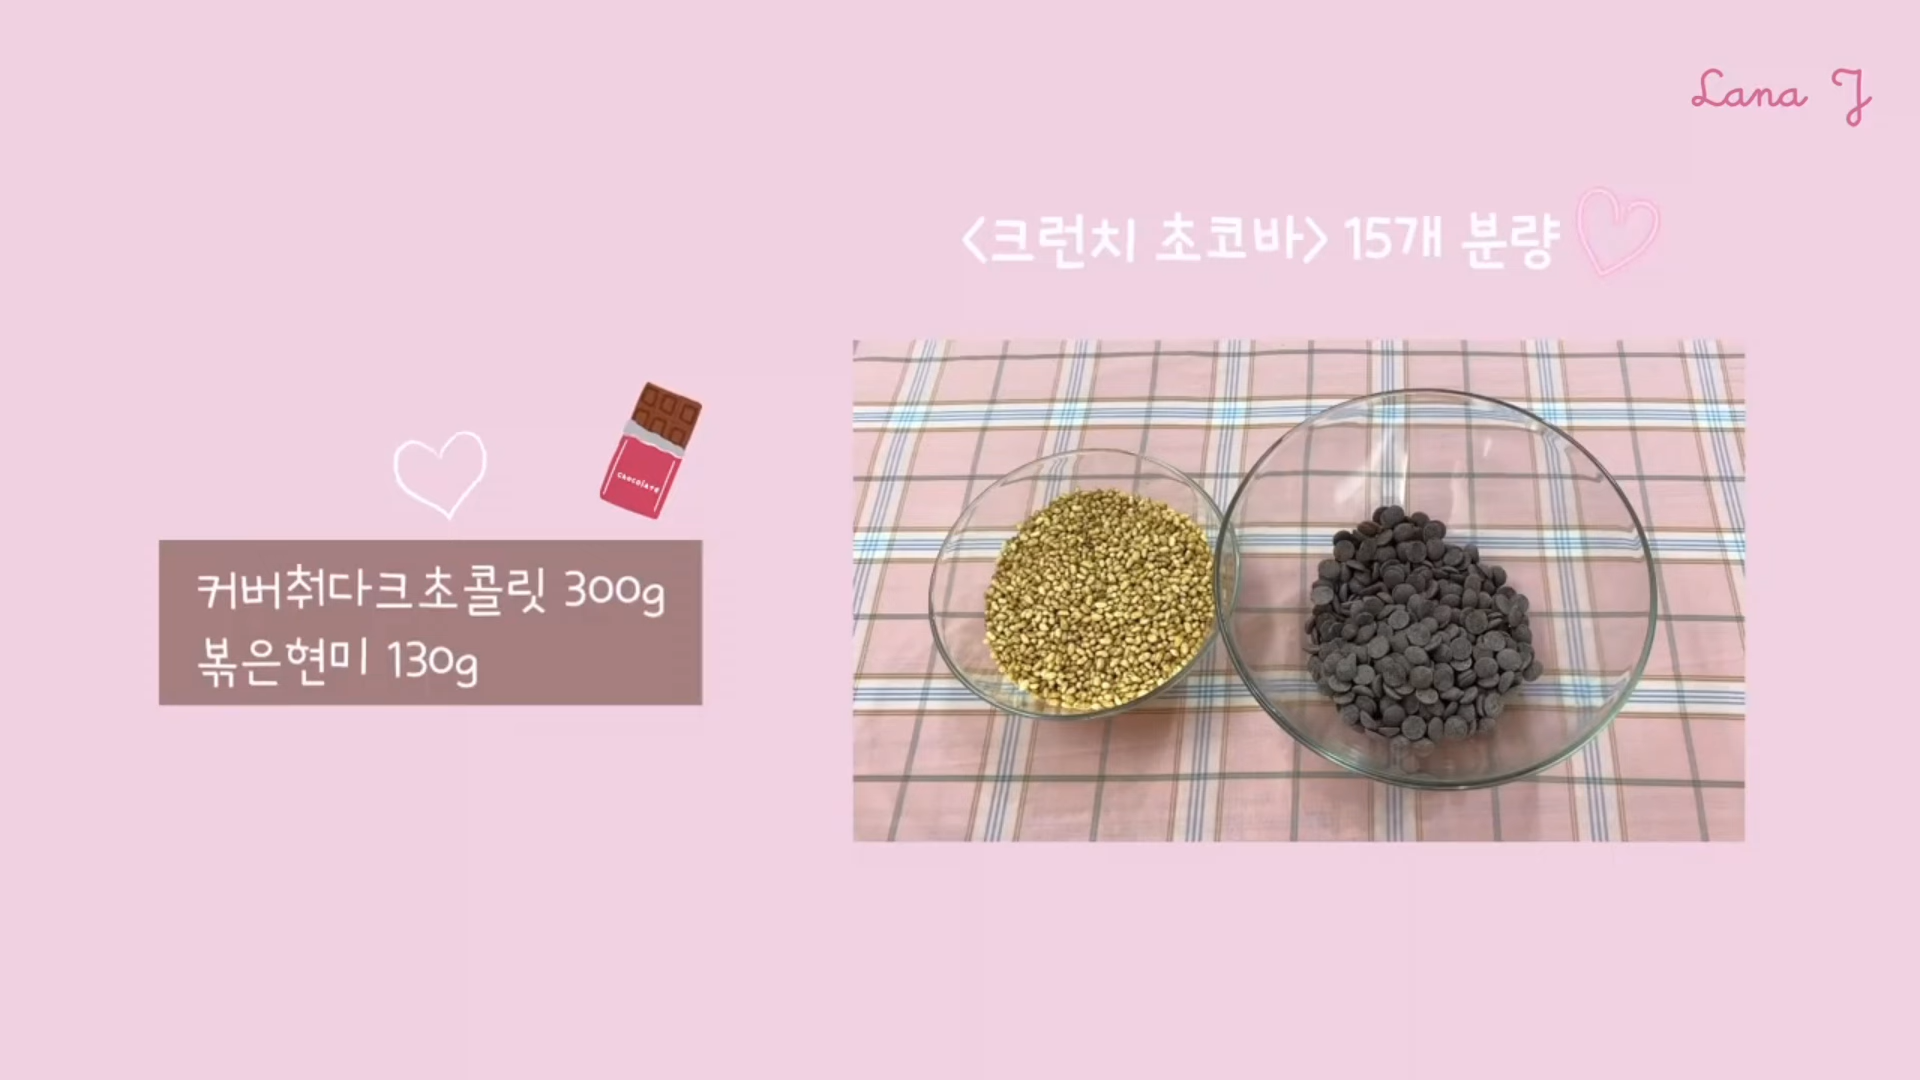 Lana J
<크런치 초코바> 15개 분량
chocolate
커버춰다크초콜릿 300g
볶은현미 130g